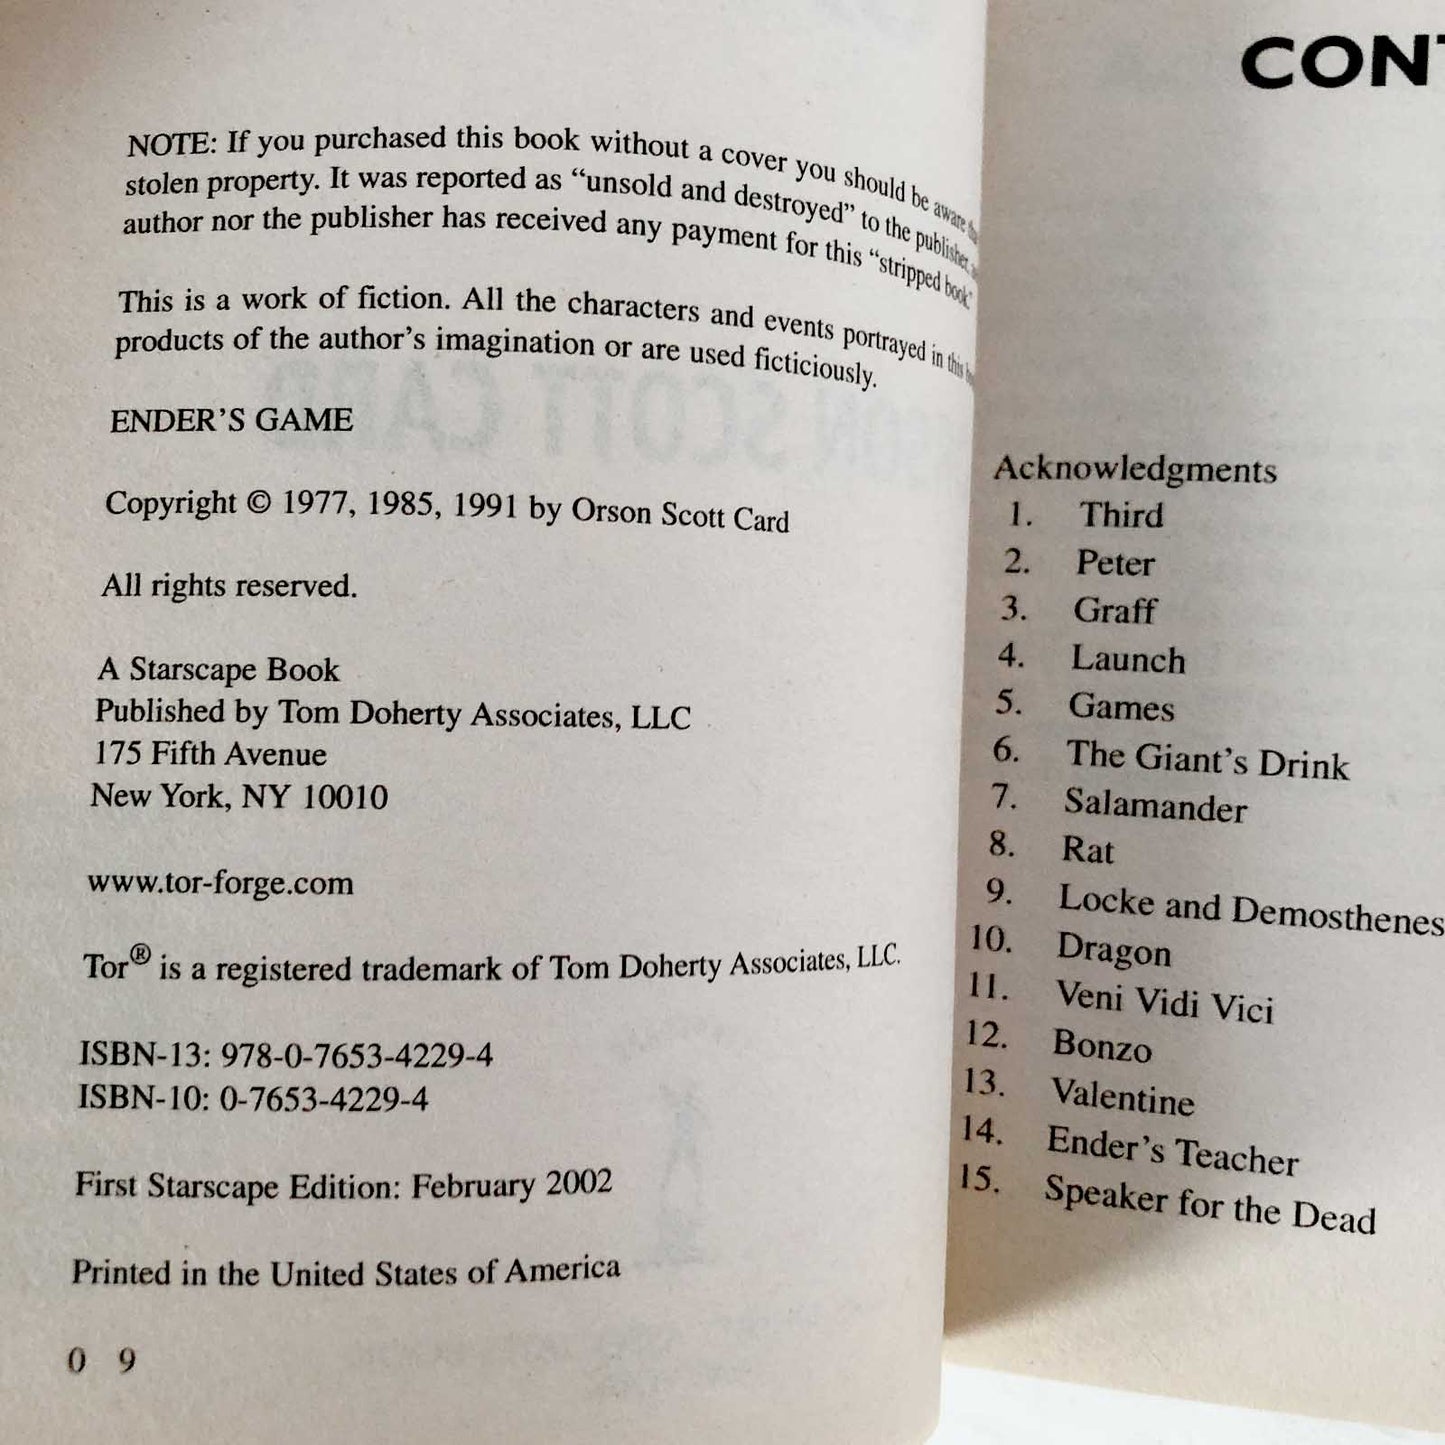 NOTE: If you purchased this book without a cover you should be aware
stolen property. It was reported as “unsold and destroyed” to the publisher,
author nor the publisher has received any payment for this “stripped book”
This is a work of fiction. All the characters and events portrayed in this
products of the author’s imagination or are used ficticiously.
ENDER’S GAME
Copyright © 1977, 1985, 1991 by Orson Scott Card
All rights reserved.
A Starscape Book
Published by Tom Doherty Associates, LLC
175 Fifth Avenue
New York, NY 10010
www.tor-forge.com
Tor® is a registered trademark of Tom Doherty Associates, LLC.
ISBN-13: 978-0-7653-4229-4
ISBN-10: 0-7653-4229-4
First Starscape Edition: February 2002
Printed in the United States of America
0 9
CONT
Acknowledgments
1. Third
2. Peter
3. Graff
4. Launch
5. Games
6. The Giant’s Drink
7. Salamander
8. Rat
9. Locke and Demosthenes
10. Dragon
11. Veni Vidi Vici
12. Bonzo
13. Valentine
14. Ender’s Teacher
15. Speaker for the Dead